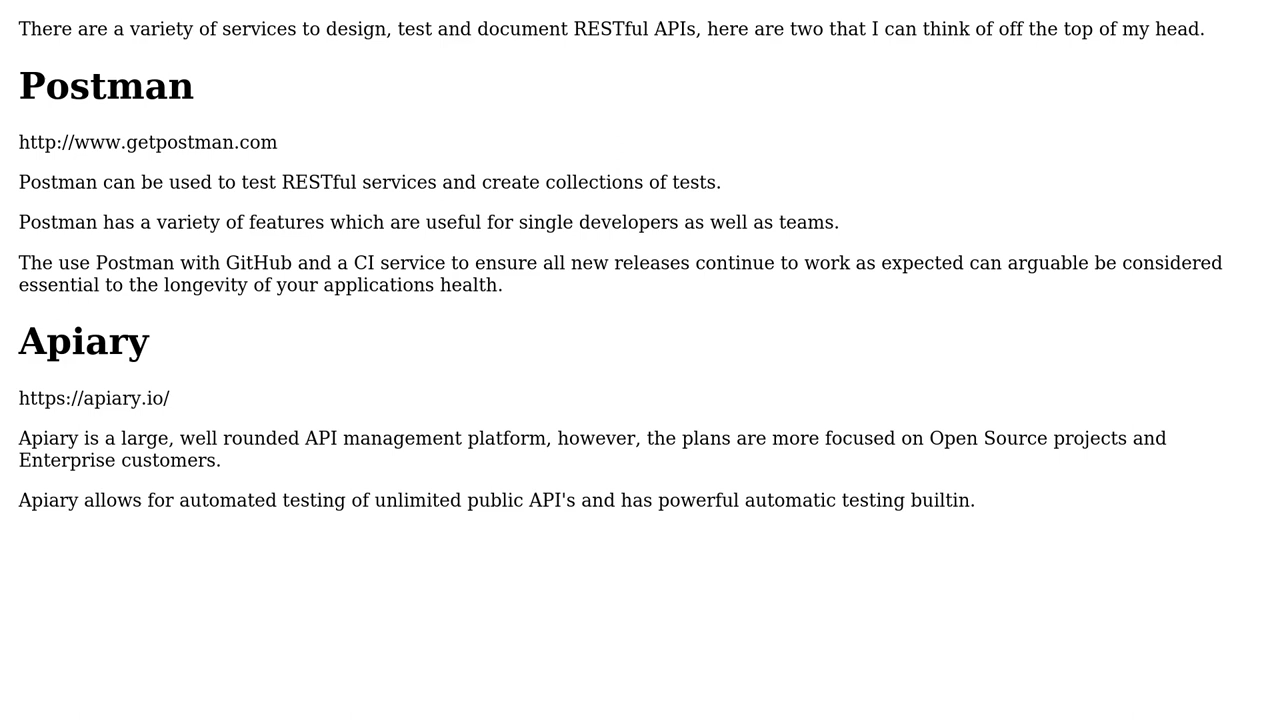 There are a variety of services to design, test and document RESTful APIs, here are two that I can think of off the top of my head.
Postman
http://www.getpostman.com
Postman can be used to test RESTful services and create collections of tests.
Postman has a variety of features which are useful for single developers as well as teams.
The use Postman with GitHub and a CI service to ensure all new releases continue to work as expected can arguable be considered
essential to the longevity of your applications health.
Apiary
https://apiary.io/
Apiary is a large, well rounded API management platform, however, the plans are more focused on Open Source projects and
Enterprise customers.
Apiary allows for automated testing of unlimited public API's and has powerful automatic testing builtin.